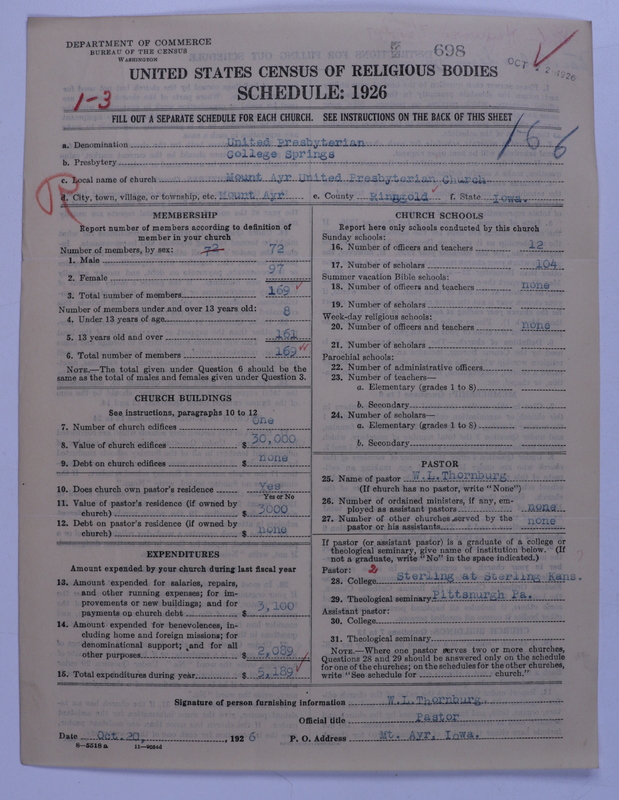 DEPARTMENT OF COMMERCE
BUREAU OF THE CENSUS
WASHINGTON
698
OCT 22 1926
UNITED STATES CENSUS OF RELIGIOUS BODIES
SCHEDULE: 1926
1-3
FILL OUT A SEPARATE SCHEDULE FOR EACH CHURCH. SEE INSTRUCTIONS ON THE BACK OF THIS SHEET
166
a. Denomination United Presbyterian
b. Presbytery College Springs
c. Local name of church Mount Ayr United Presbyterian Church
d. City, town, village, or township, etc. Mount Ayr e. County Ringgold f. State Iowa.
MEMBERSHIP
Report number of members according to definition of
member in your church
Number of members, by sex: 72 72
1. Male
2. Female 97
3. Total number of members 169
Number of members under and over 13 years old:
4. Under 13 years of age 8
5. 13 years old and over 161
6. Total number of members 169
NOTE.—The total given under Question 6 should be the
same as the total of males and females given under Question 3.
CHURCH BUILDINGS
See instructions, paragraphs 10 to 12
7. Number of church edifices One
8. Value of church edifices $ 30,000
9. Debt on church edifices $ none
10. Does church own pastor's residence Yes
Yes or No
11. Value of pastor's residence (if owned by
church) $ 3000
12. Debt on pastor's residence (if owned by
church) $ none
EXPENDITURES
Amount expended by your church during last fiscal year
13. Amount expended for salaries, repairs,
and other running expenses; for im-
provements or new buildings; and for
payments on church debt $ 3,100
14. Amount expended for benevolences, in-
cluding home and foreign missions; for
denominational support; and for all
other purposes $ 2,089
15. Total expenditures during year $ 5,189
CHURCH SCHOOLS
Report here only schools conducted by this church
Sunday schools:
16. Number of officers and teachers 12
17. Number of scholars 104
Summer vacation Bible schools:
18. Number of officers and teachers none
19. Number of scholars
Week-day religious schools:
20. Number of officers and teachers none
21. Number of scholars
Parochial schools:
22. Number of administrative officers
23. Number of teachers—
a. Elementary (grades 1 to 8)
b. Secondary
24. Number of scholars—
a. Elementary (grades 1 to 8)
b. Secondary
PASTOR
25. Name of pastor W.L.Thornburg
(If church has no pastor, write "None")
26. Number of ordained ministers, if any, em-
ployed as assistant pastors none
27. Number of other churches served by the
pastor or his assistants none
If pastor (or assistant pastor) is a graduate of a college or
theological seminary, give name of institution below. (If
not a graduate, write "No" in the space indicated.)
Pastor: 2
28. College Sterling at Sterling Kans.
29. Theological seminary Pittsnurgh Pa.
Assistant pastor:
30. College
31. Theological seminary
NOTE.—Where one pastor serves two or more churches,
Questions 28 and 29 should be answered only on the schedule
for one of the churches; on the schedules for the other churches,
write "See schedule for church."
Signature of person furnishing information W.L.Thornburg.
Official title Pastor
Date Oct.20, 1926 P. O. Address Mt. Ayr, Iowa.
8—5518 a